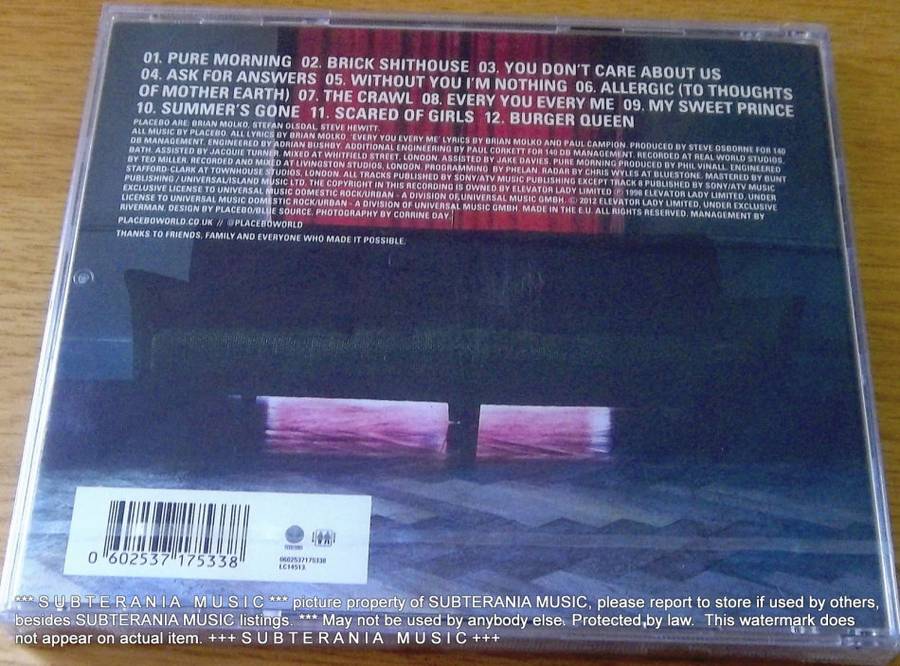 01. PURE MORNING 02. BRICK SHITHOUSE 03. YOU DON'T CARE ABOUT US
04. ASK FOR ANSWERS 05. WITHOUT YOU I'M NOTHING 06. ALLERGIC (TO THOUGHTS
OF MOTHER EARTH) 07. THE CRAWL 08. EVERY YOU EVERY ME 09. MY SWEET PRINCE
10. SUMMER'S GONE 11. SCARED OF GIRLS 12. BURGER QUEEN
PLACEBO ARE: BRIAN MOLKO, STEFAN OLSDAL, STEVE HEWITT.
ALL MUSIC BY PLACEBO. ALL LYRICS BY BRIAN MOLKO. 'EVERY YOU EVERY ME' LYRICS BY BRIAN MOLKO AND PAUL CAMPION. PRODUCED BY STEVE OSBORNE FOR 140
DB MANAGEMENT. ENGINEERED BY ADRIAN BUSHBY. ADDITIONAL ENGINEERING BY PAUL CORKETT FOR 140 DB MANAGEMENT. RECORDED AT REAL WORLD STUDIOS,
BATH. ASSISTED BY JACQUIE TURNER. MIXED AT WHITFIELD STREET, LONDON. ASSISTED BY JAKE DAVIES. PURE MORNING PRODUCED BY PHIL VINALL. ENGINEERED
BY TEO MILLER. RECORDED AND MIXED AT LIVINGSTON STUDIOS, LONDON. PROGRAMMING BY PHELAN. RADAR BY CHRIS WYLES AT BLUESTONE. MASTERED BY BUNT
STAFFORD-CLARK AT TOWNHOUSE STUDIOS, LONDON. ALL TRACKS PUBLISHED BY SONY/ATV MUSIC PUBLISHING EXCEPT TRACK 8 PUBLISHED BY SONY/ATV MUSIC
PUBLISHING / UNIVERSAL/ISLAND MUSIC LTD. THE COPYRIGHT IN THIS RECORDING IS OWNED BY ELEVATOR LADY LIMITED ℗ 1998 ELEVATOR LADY LIMITED, UNDER
EXCLUSIVE LICENSE TO UNIVERSAL MUSIC DOMESTIC ROCK/URBAN - A DIVISION OF UNIVERSAL MUSIC GMBH. © 2012 ELEVATOR LADY LIMITED, UNDER EXCLUSIVE
LICENSE TO UNIVERSAL MUSIC DOMESTIC ROCK/URBAN - A DIVISION OF UNIVERSAL MUSIC GMBH. MADE IN THE E.U. ALL RIGHTS RESERVED. MANAGEMENT BY
RIVERMAN. DESIGN BY PLACEBO/BLUE SOURCE. PHOTOGRAPHY BY CORRINE DAY.
PLACEBOWORLD.CO.UK // @PLACEBOWORLD
THANKS TO FRIENDS, FAMILY AND EVERYONE WHO MADE IT POSSIBLE.
0 602537 175338
0602537175338
LC14513
*** S U B T E R A N I A M U S I C *** picture property of SUBTERANIA MUSIC, please report to store if used by others,
besides SUBTERANIA MUSIC listings. *** May not be used by anybody else. Protected by law. This watermark does
not appear on actual item. +++ S U B T E R A N I A M U S I C +++